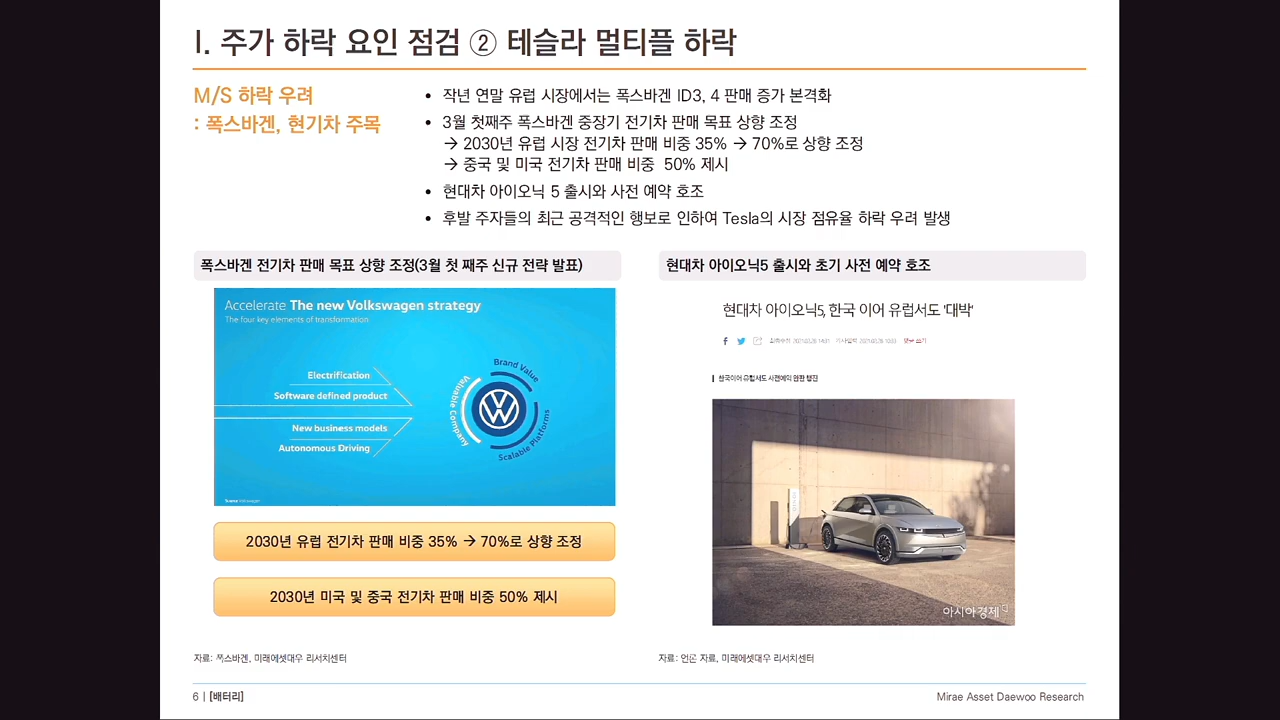 I. 주가 하락 요인 점검 ② 테슬라 멀티플 하락
M/S 하락 우려
: 폭스바겐, 현기차 주목
• 작년 연말 유럽 시장에서는 폭스바겐 ID3, 4 판매 증가 본격화
• 3월 첫째주 폭스바겐 중장기 전기차 판매 목표 상향 조정
→ 2030년 유럽 시장 전기차 판매 비중 35% → 70%로 상향 조정
→ 중국 및 미국 전기차 판매 비중 50% 제시
• 현대차 아이오닉 5 출시와 사전 예약 호조
• 후발 주자들의 최근 공격적인 행보로 인하여 Tesla의 시장 점유율 하락 우려 발생
폭스바겐 전기차 판매 목표 상향 조정(3월 첫 째주 신규 전략 발표)
Accelerate The new Volkswagen strategy
The four key elements of transformation
Electrification
Software defined product
New business models
Autonomous Driving
Brand Value
Valuable Company
Scalable Platforms
2030년 유럽 전기차 판매 비중 35% → 70%로 상향 조정
2030년 미국 및 중국 전기차 판매 비중 50% 제시
자료: 폭스바겐, 미래에셋대우 리서치센터
현대차 아이오닉5 출시와 초기 사전 예약 호조
현대차 아이오닉5, 한국 이어 유럽서도 '대박'
한국이어 유럽서도 사전예약 완판 행진
아시아경제
자료: 언론 자료, 미래에셋대우 리서치센터
6 | [배터리]
Mirae Asset Daewoo Research